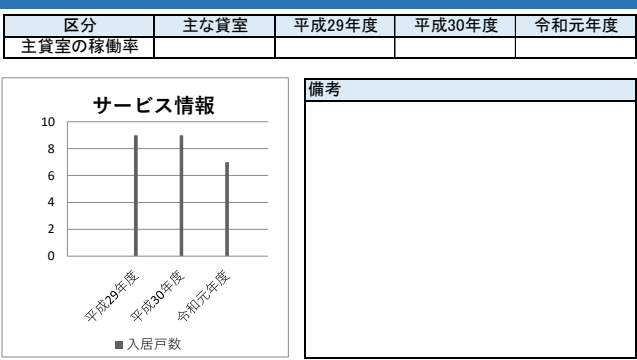 区分 主な貸室 平成29年度 平成30年度 令和元年度
主貸室の稼働率
サービス情報
10
8
6
4
2
0
平成29年度 平成30年度 令和元年度
■入居戸数
備考